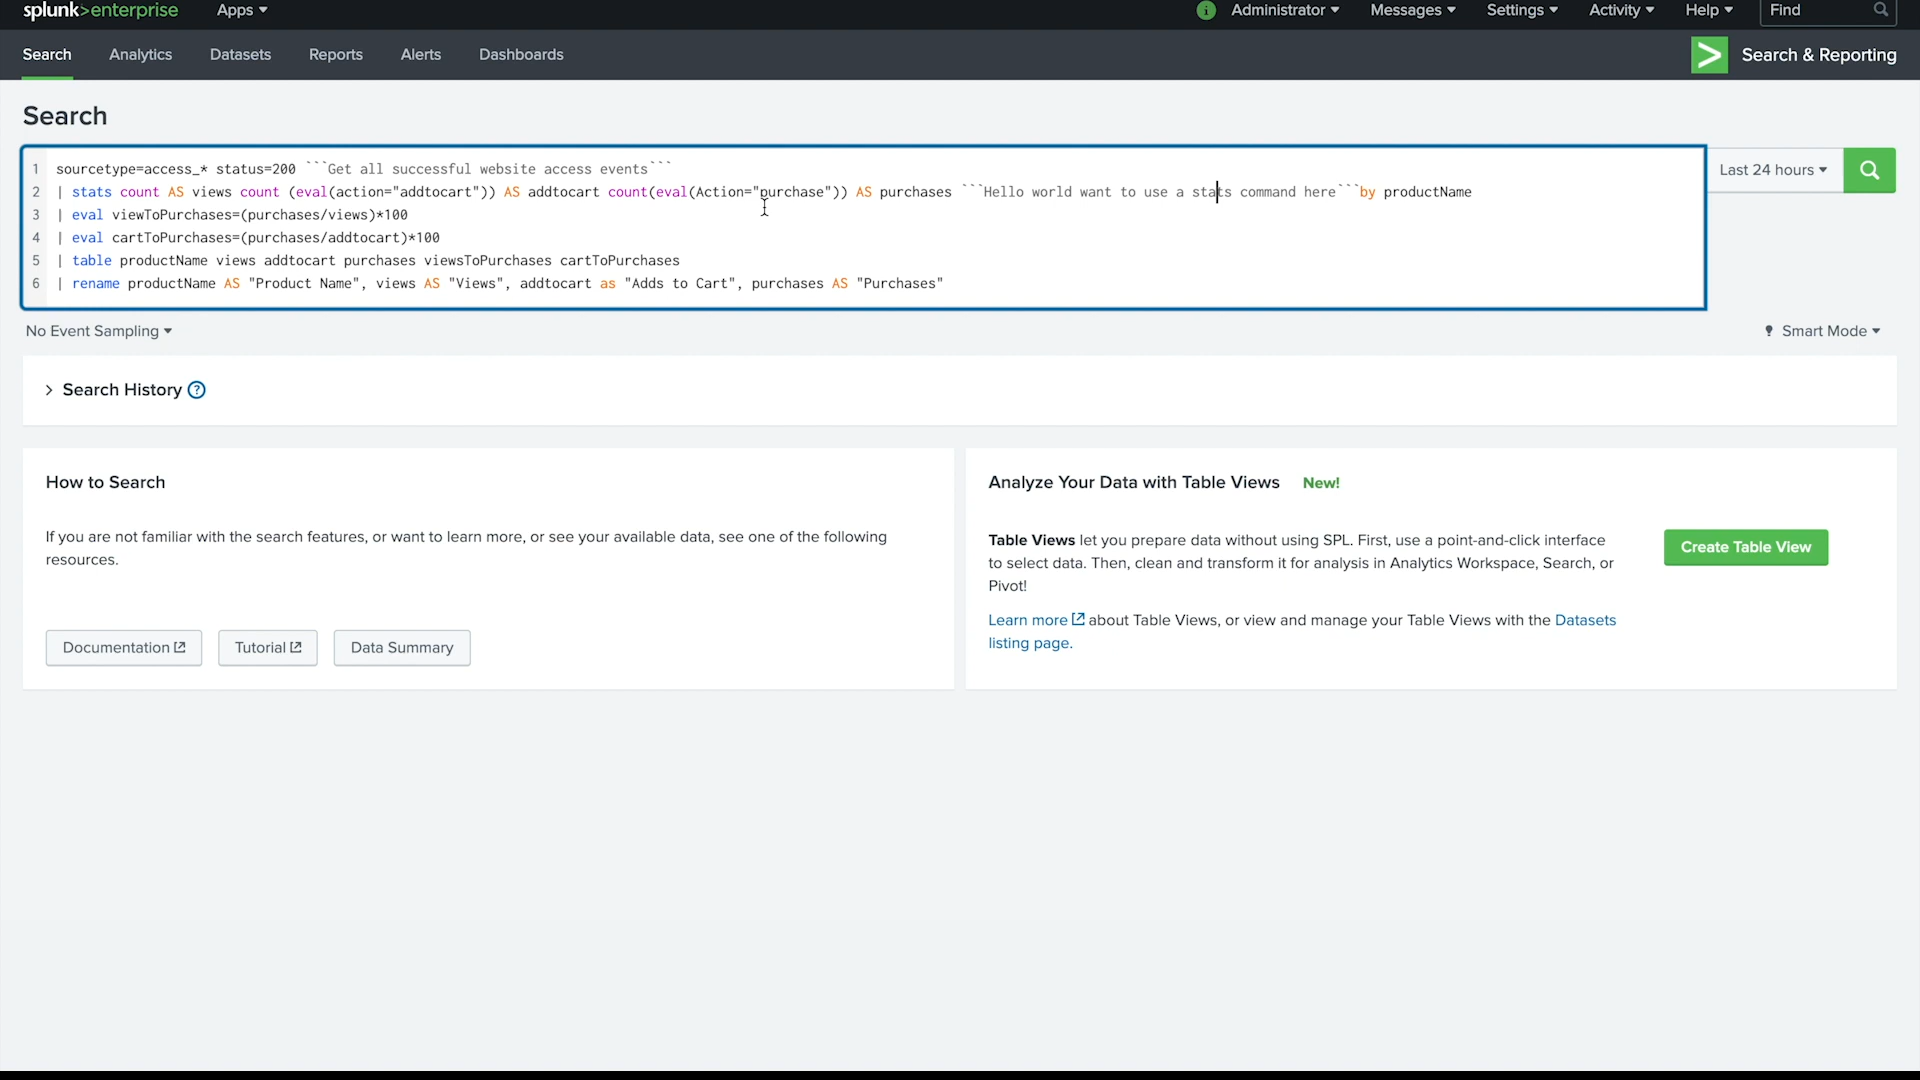 splunk>enterprise Apps Administrator Messages Settings Activity Help Find
Search Analytics Datasets Reports Alerts Dashboards Search & Reporting
Search
1 sourcetype=access_* status=200 ```Get all successful website access events```
2 | stats count AS views count (eval(action="addtocart")) AS addtocart count(eval(Action="purchase")) AS purchases ```Hello world want to use a stats command here```by productName
3 | eval viewToPurchases=(purchases/views)*100
4 | eval cartToPurchases=(purchases/addtocart)*100
5 | table productName views addtocart purchases viewsToPurchases cartToPurchases
6 | rename productName AS "Product Name", views AS "Views", addtocart as "Adds to Cart", purchases AS "Purchases"
Last 24 hours
No Event Sampling
Smart Mode
> Search History ?
How to Search
If you are not familiar with the search features, or want to learn more, or see your available data, see one of the following
resources.
Documentation Tutorial Data Summary
Analyze Your Data with Table Views New!
Table Views let you prepare data without using SPL. First, use a point-and-click interface
to select data. Then, clean and transform it for analysis in Analytics Workspace, Search, or
Pivot!
Learn more about Table Views, or view and manage your Table Views with the Datasets
listing page.
Create Table View